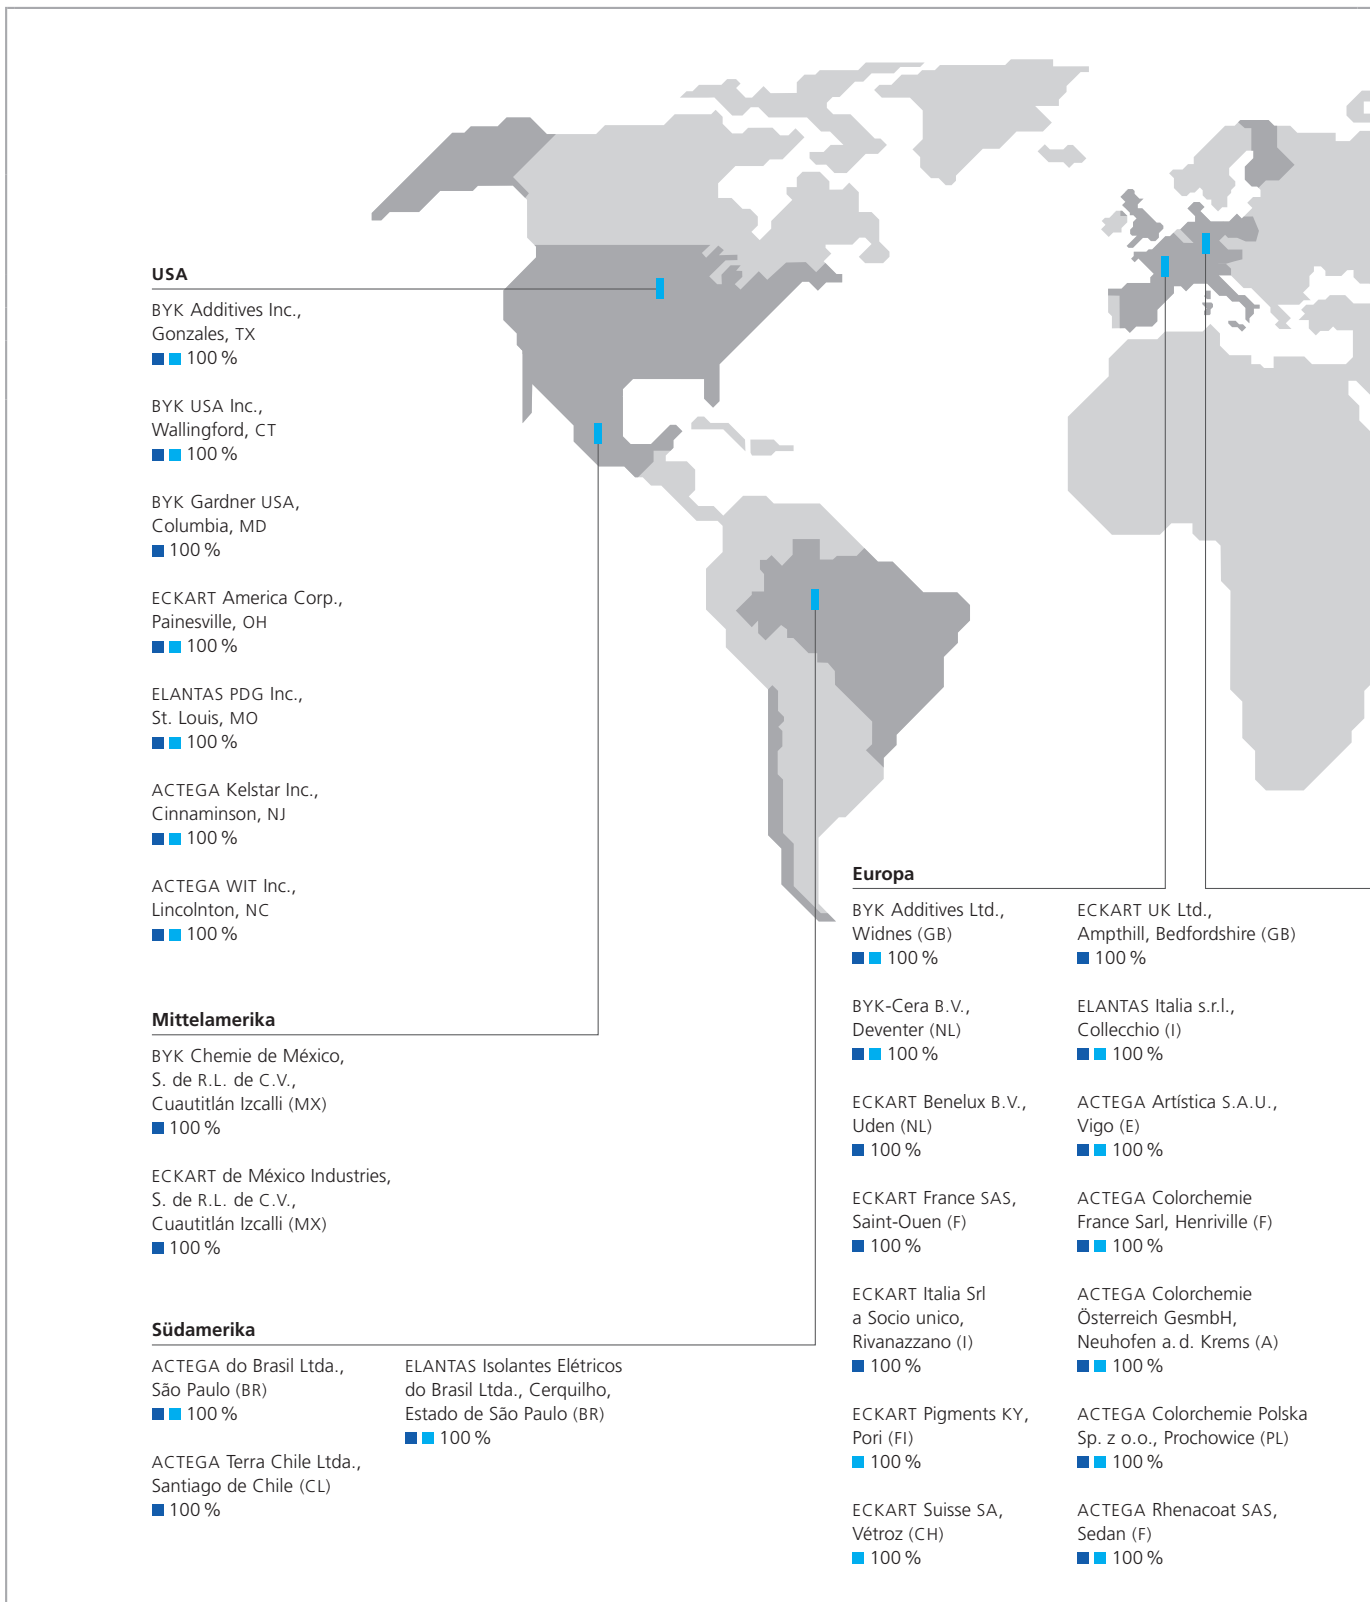 USA
BYK Additives Inc.,
Gonzales, TX
100 %
BYK USA Inc.,
Wallingford, CT
100 %
BYK Gardner USA,
Columbia, MD
100 %
ECKART America Corp.,
Painesville, OH
100 %
ELANTAS PDG Inc.,
St. Louis, MO
100 %
ACTEGA Kelstar Inc.,
Cinnaminson, NJ
100 %
ACTEGA WIT Inc.,
Lincolnton, NC
100 %
Mittelamerika
BYK Chemie de México,
S. de R.L. de C.V.,
Cuautitlán Izcalli (MX)
100 %
ECKART de México Industries,
S. de R.L. de C.V.,
Cuautitlán Izcalli (MX)
100 %
Südamerika
ACTEGA do Brasil Ltda.,
São Paulo (BR)
100 %
ACTEGA Terra Chile Ltda.,
Santiago de Chile (CL)
100 %
ELANTAS Isolantes Elétricos
do Brasil Ltda., Cerquilho,
Estado de São Paulo (BR)
100 %
Europa
BYK Additives Ltd.,
Widnes (GB)
100 %
BYK-Cera B.V.,
Deventer (NL)
100 %
ECKART Benelux B.V.,
Uden (NL)
100 %
ECKART France SAS,
Saint-Ouen (F)
100 %
ECKART Italia Srl
a Socio unico,
Rivanazzano (I)
100 %
ECKART Pigments KY,
Pori (FI)
100 %
ECKART Suisse SA,
Vétroz (CH)
100 %
ECKART UK Ltd.,
Ampthill, Bedfordshire (GB)
100 %
ELANTAS Italia s.r.l.,
Collecchio (I)
100 %
ACTEGA Artística S.A.U.,
Vigo (E)
100 %
ACTEGA Colorchemie
France Sarl, Henriville (F)
100 %
ACTEGA Colorchemie
Österreich GesmbH,
Neuhofen a. d. Krems (A)
100 %
ACTEGA Colorchemie Polska
Sp. z o.o., Prochowice (PL)
100 %
ACTEGA Rhenacoat SAS,
Sedan (F)
100 %